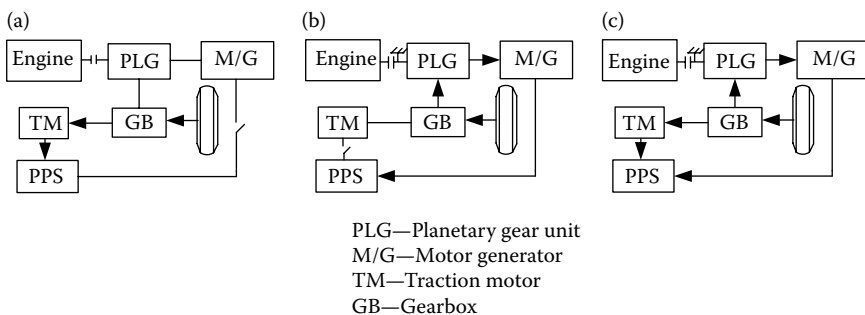 (a)
Engine
PLG
M/G
TM
GB
PPS
(b)
Engine
PLG
M/G
TM
GB
PPS
(c)
Engine
PLG
M/G
TM
GB
PPS
PLG—Planetary gear unit
M/G—Motor generator
TM—Traction motor
GB—Gearbox